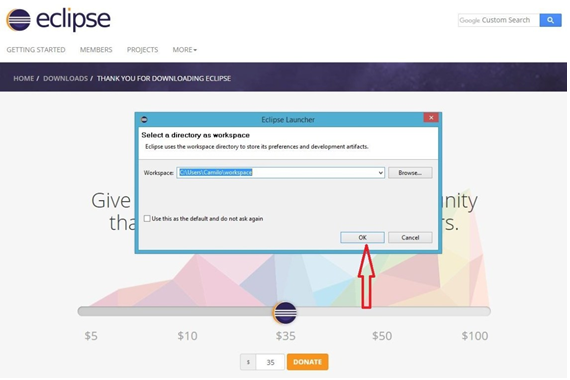 eclipse
Google Custom Search
GETTING STARTED MEMBERS PROJECTS MORE
HOME / DOWNLOADS / THANK YOU FOR DOWNLOADING ECLIPSE
Eclipse Launcher
Select a directory as workspace
Eclipse uses the workspace directory to store its preferences and development artifacts.
Workspace: C:\Users\Camilo\workspace Browse...
Give nity
tha rs.
Use this as the default and do not ask again
OK Cancel
$5 $10 $35 $50 $100
$ 35 DONATE